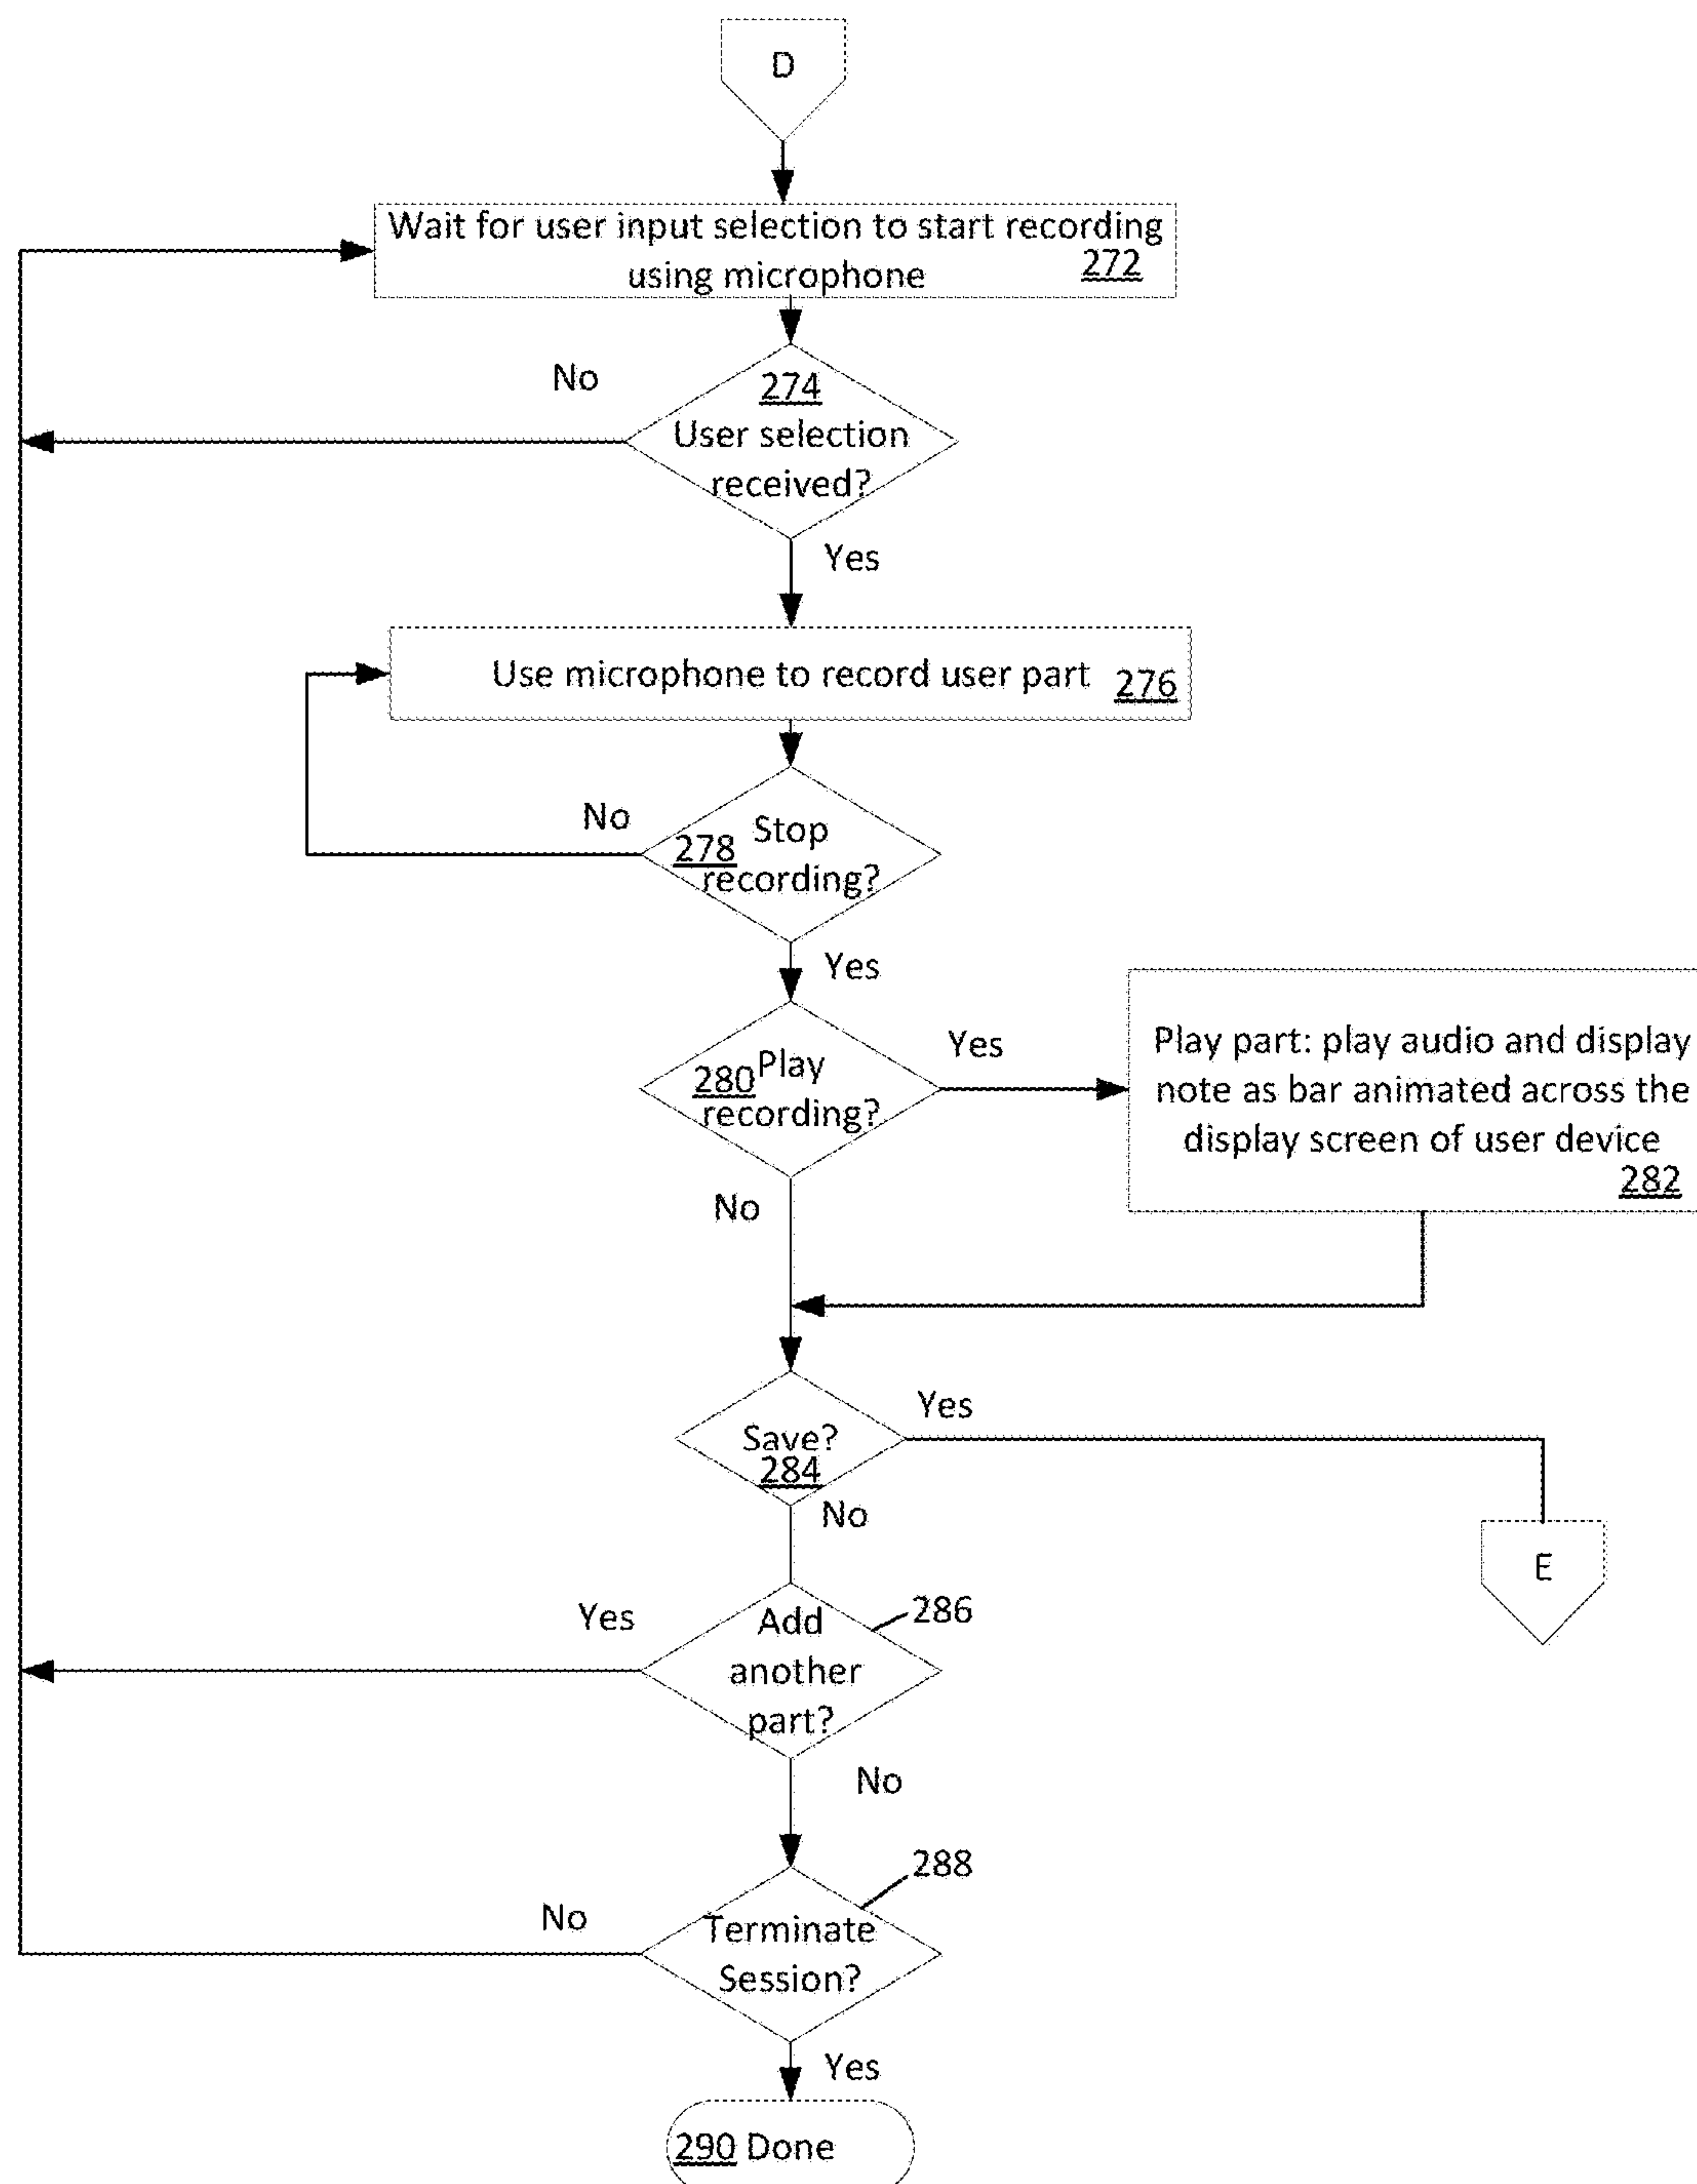 D
Wait for user input selection to start recording
using microphone 272
No
274
User selection
received?
Yes
Use microphone to record user part 276
No
Stop
278
recording?
Yes
Play
280
recording?
Yes
Play part: play audio and display
note as bar animated across the
display screen of user device
282
No
Save?
284
Yes
No
E
Yes
Add
another
part?
286
No
288
No
Terminate
Session?
Yes
290 Done